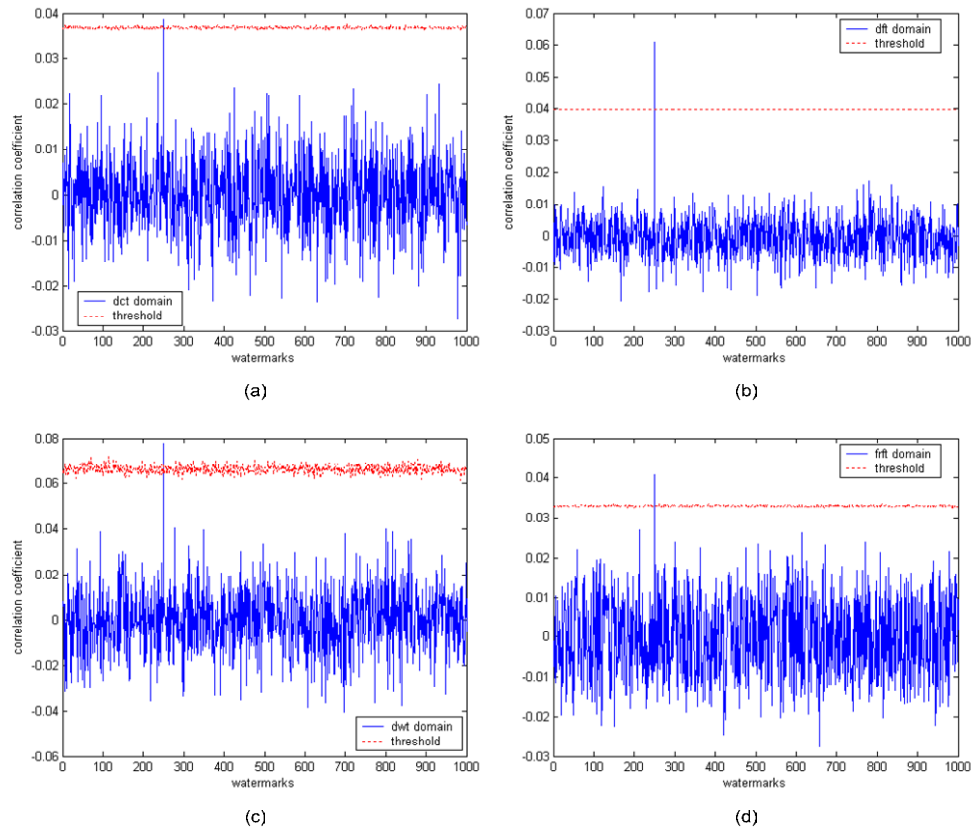 0.04
0.03
0.02
0.01
0
-0.01
-0.02
-0.03
correlation coefficient
dct domain
threshold
0 100 200 300 400 500 600 700 800 900 1000
watermarks
(a)
0.07
0.06
0.05
0.04
0.03
0.02
0.01
0
-0.01
-0.02
-0.03
correlation coefficient
dft domain
threshold
0 100 200 300 400 500 600 700 800 900 1000
watermarks
(b)
0.08
0.06
0.04
0.02
0
-0.02
-0.04
-0.06
correlation coefficient
dwt domain
threshold
0 100 200 300 400 500 600 700 800 900 1000
watermarks
(c)
0.05
0.04
0.03
0.02
0.01
0
-0.01
-0.02
-0.03
correlation coefficient
frft domain
threshold
0 100 200 300 400 500 600 700 800 900 1000
watermarks
(d)